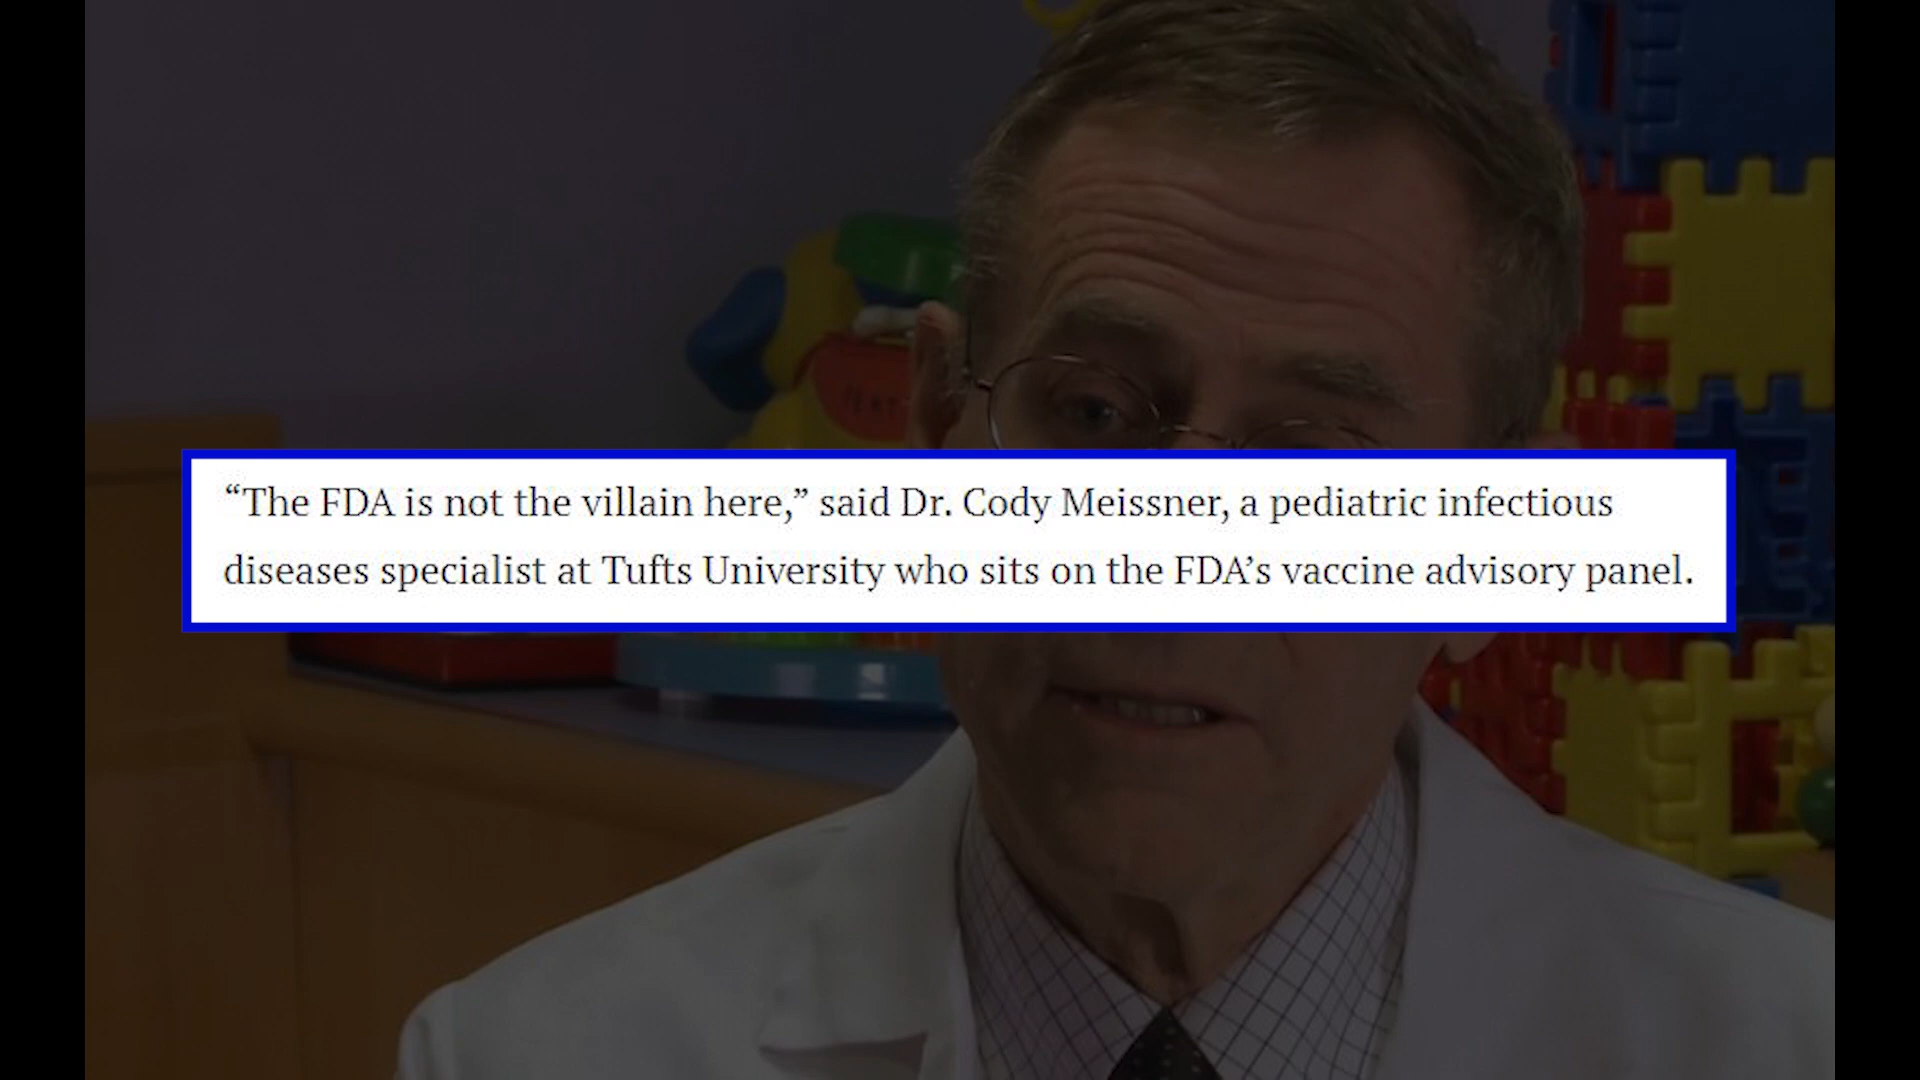 “The FDA is not the villain here,” said Dr. Cody Meissner, a pediatric infectious
diseases specialist at Tufts University who sits on the FDA’s vaccine advisory panel.